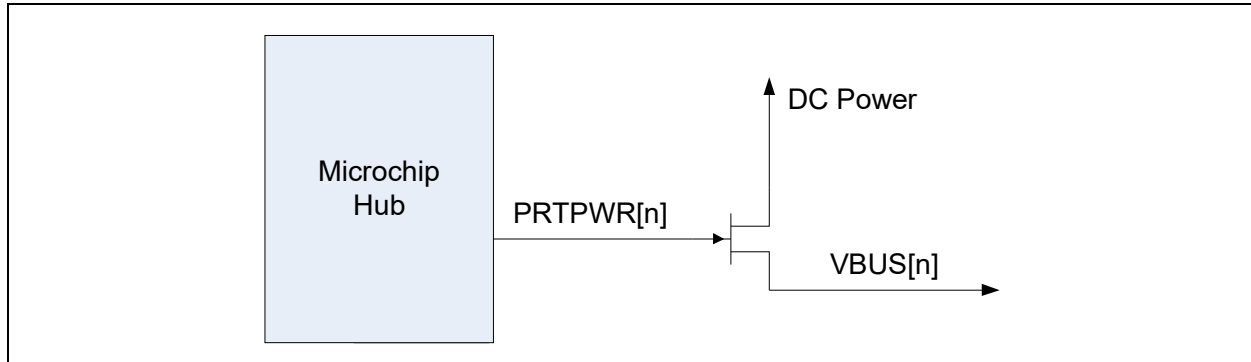 DC Power
Microchip
Hub
PRTPWR[n]
VBUS[n]